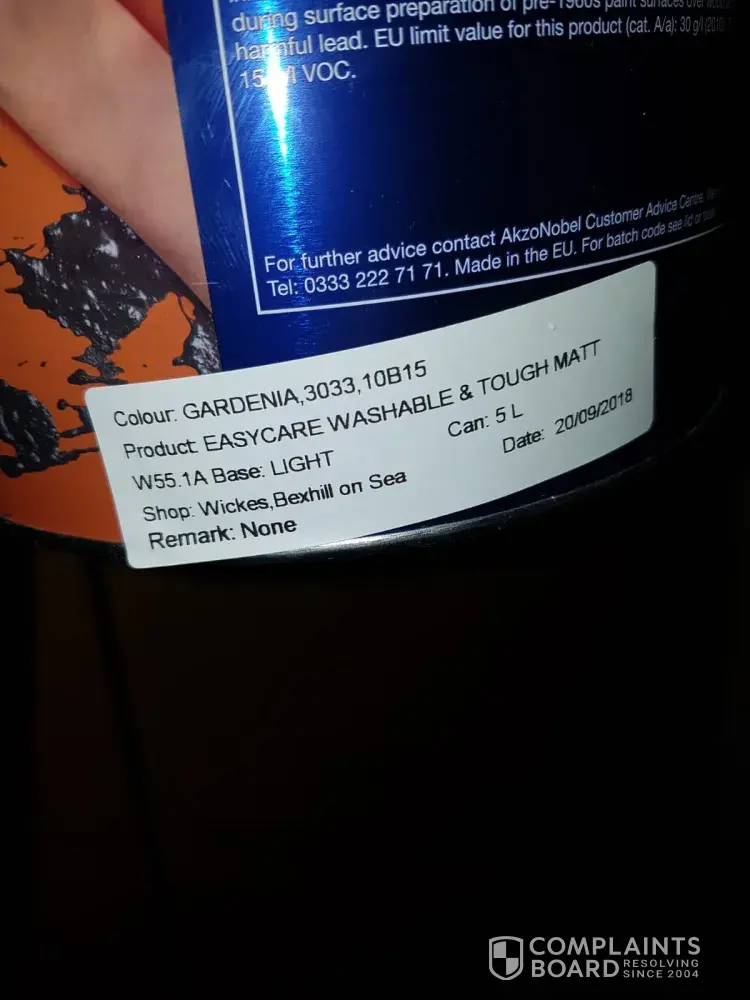 during surface preparation of pre-1960s paint surfaces over wood
harmful lead. EU limit value for this product (cat. A/a): 30 g/l (2010)
VOC.
For further advice contact AkzoNobel Customer Advice Centre,
Tel: 0333 222 71 71. Made in the EU. For batch code see lid or
Colour: GARDENIA,3033,10B15
Product: EASYCARE WASHABLE & TOUGH MATT
W55.1A Base: LIGHT Can: 5 L
Shop: Wickes,Bexhill on Sea Date: 20/09/2018
Remark: None
COMPLAINTS
BOARD RESOLVING
SINCE 2004